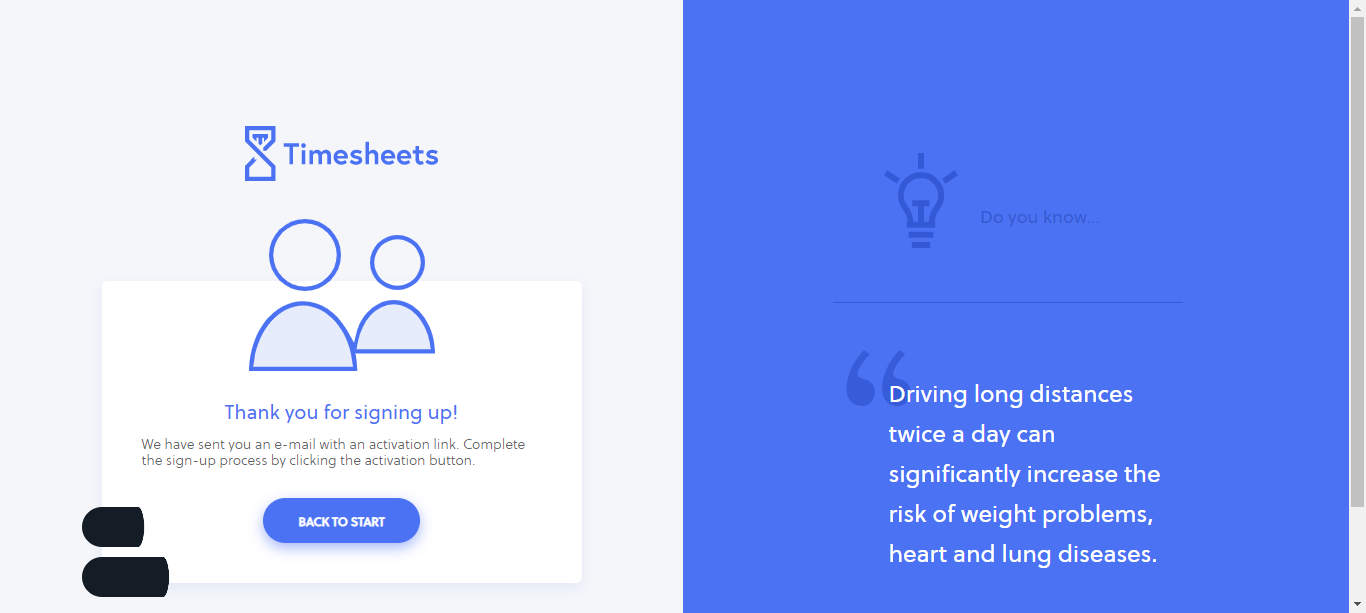 Timesheets
Thank you for signing up!
We have sent you an e-mail with an activation link. Complete
the sign-up process by clicking the activation button.
BACK TO START
Do you know...
Driving long distances
twice a day can
significantly increase the
risk of weight problems,
heart and lung diseases.